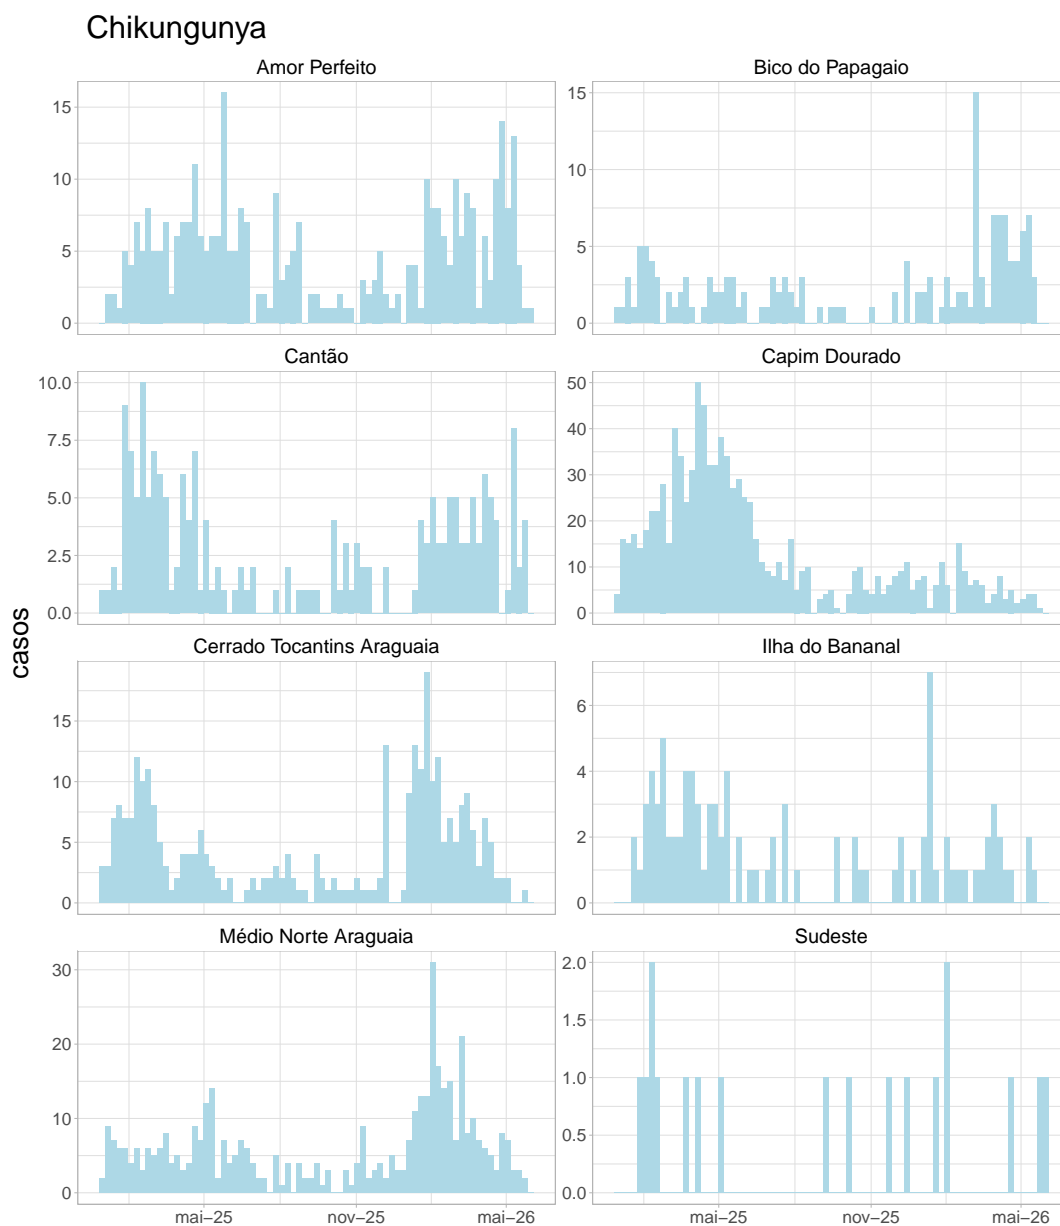 Chikungunya
Amor Perfeito
Bico do Papagaio
15
10
5
0
15
10
5
0
Cantão
Capim Dourado
10.0
7.5
5.0
2.5
0.0
50
40
30
20
10
0
casos
Cerrado Tocantins Araguaia
Ilha do Bananal
15
10
5
0
6
4
2
0
Médio Norte Araguaia
Sudeste
30
20
10
0
2.0
1.5
1.0
0.5
0.0
mai–25
nov–25
mai–26
mai–25
nov–25
mai–26